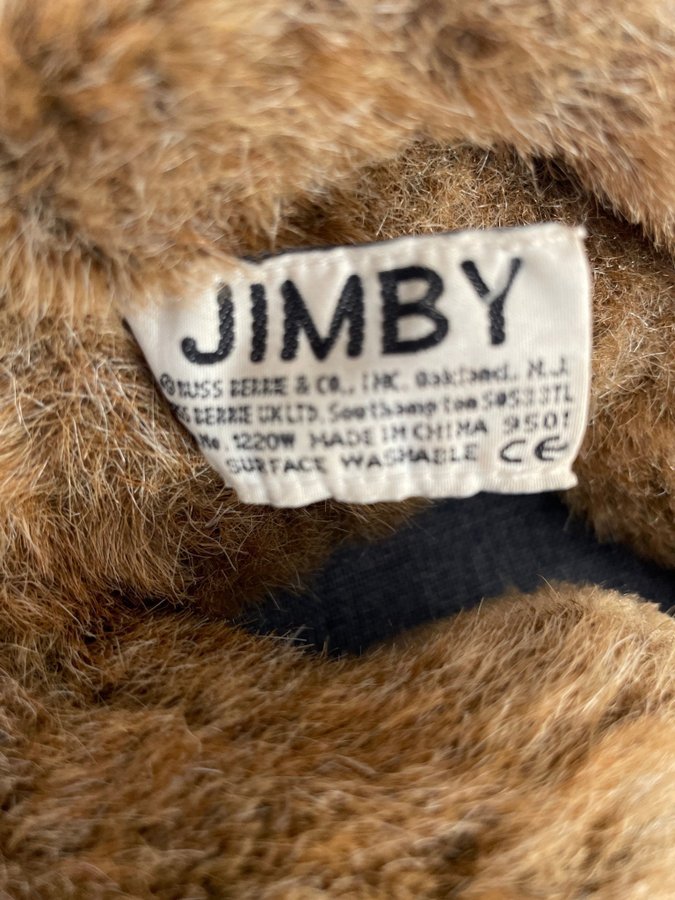 JIMBY
© RUSS BERRIE & CO., INC. Oakland, N.J.
SS BERRIE UK LTD. Southampton SO53 3TL
No. 1220W MADE IN CHINA 9501
SURFACE WASHABLE CE